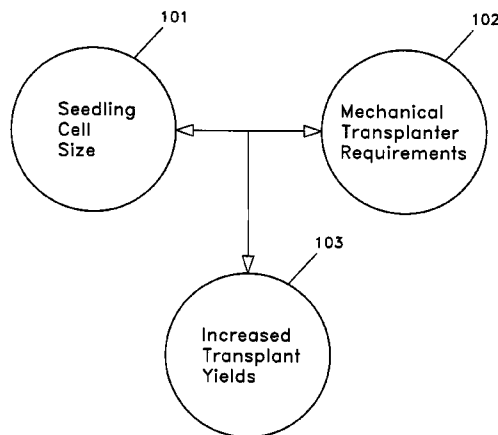 101
Seedling
Cell
Size
102
Mechanical
Transplanter
Requirements
103
Increased
Transplant
Yields